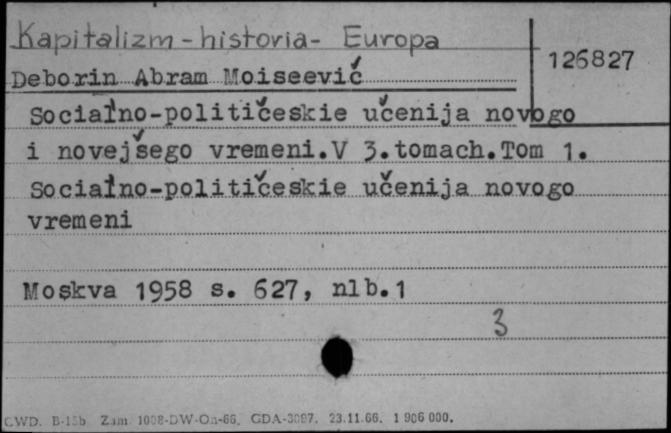 Kapitalizm - historia - Europa
126827
Deborin Abram Moiseevič
Socialno-političeskie učenija novogo
i novejšego vremeni.V 3.tomach.Tom 1.
Socialno-političeskie učenija novogo
vremeni
Moskva 1958 s. 627, nlb.1
3
CWD. B-15b Zam 1008-DW-On-66. GDA-3097. 23.11.66. 1 906 000.